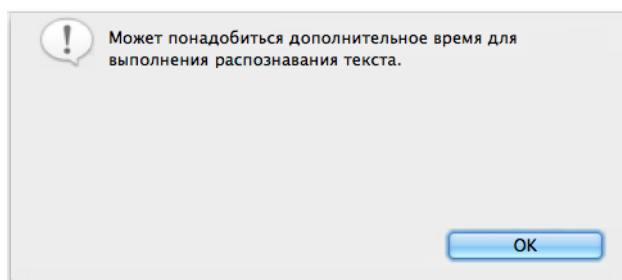 Может понадобиться дополнительное время для
выполнения распознавания текста.
OK